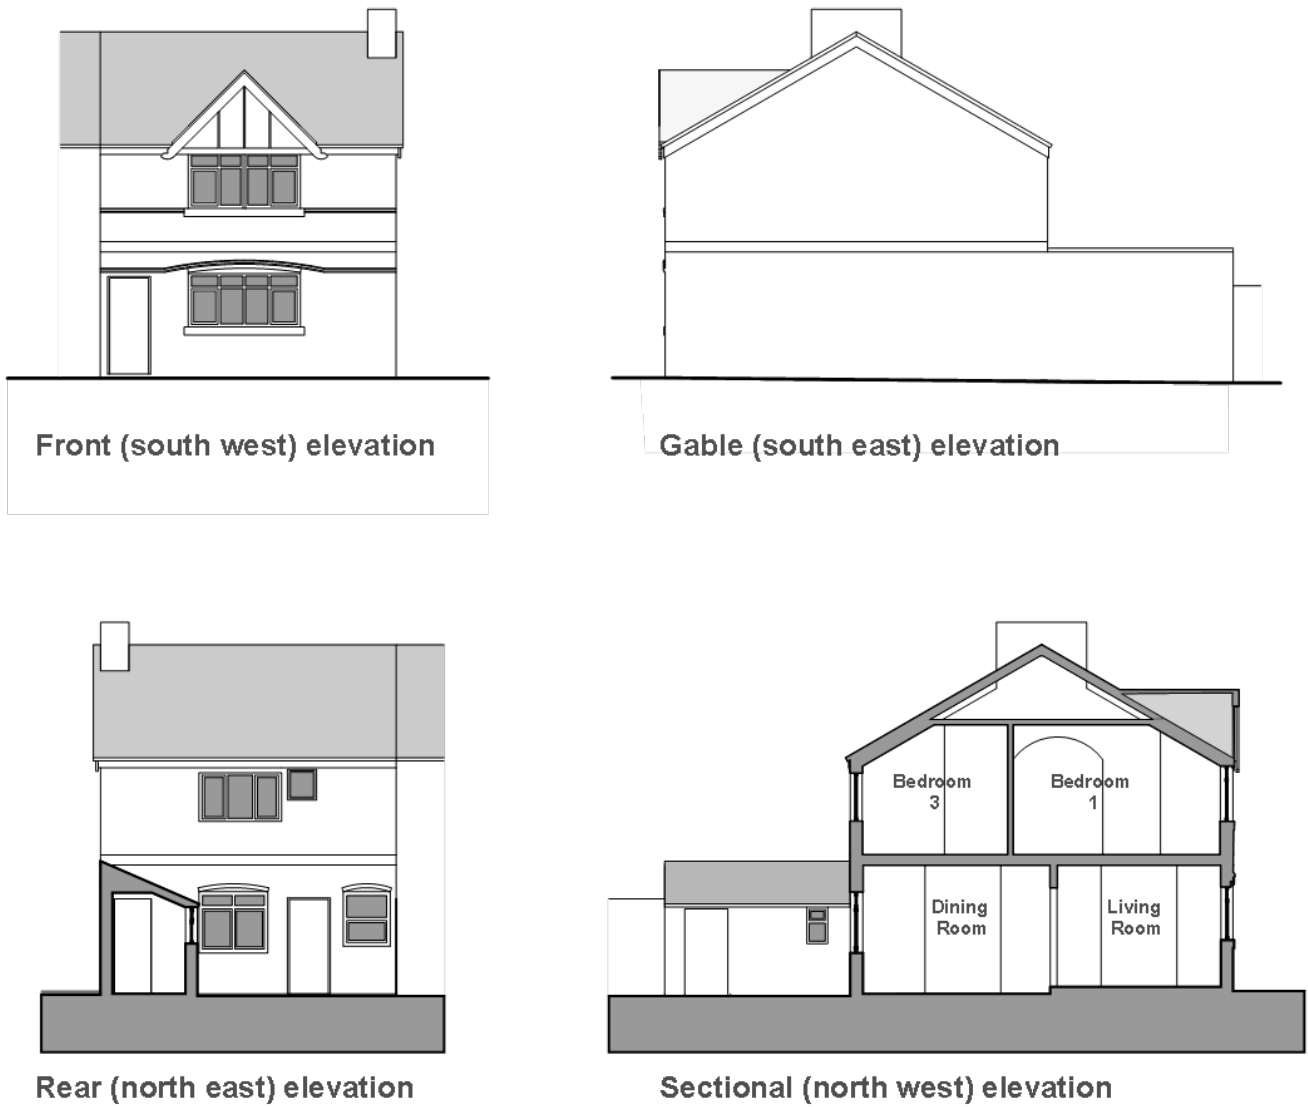 Front (south west) elevation
Gable (south east) elevation
Bedroom
3
Bedroom
1
Dining
Room
Living
Room
Rear (north east) elevation
Sectional (north west) elevation